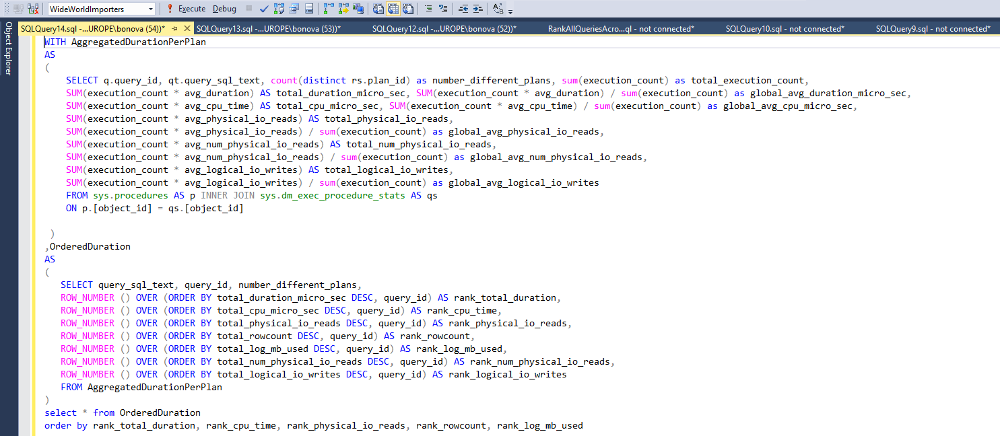 WideWorldImporters Execute Debug
Object Explorer
SQLQuery14.sql -...UROPE\bonova (54))* SQLQuery13.sql -...UROPE\bonova (53))* SQLQuery12.sql -...UROPE\bonova (52))* RankAllQueriesAcro...ql - not connected* SQLQuery10.sql - not connected* SQLQuery9.sql - not connected*
WITH AggregatedDurationPerPlan
AS
(
SELECT q.query_id, qt.query_sql_text, count(distinct rs.plan_id) as number_different_plans, sum(execution_count) as total_execution_count,
SUM(execution_count * avg_duration) AS total_duration_micro_sec, SUM(execution_count * avg_duration) / sum(execution_count) as global_avg_duration_micro_sec,
SUM(execution_count * avg_cpu_time) AS total_cpu_micro_sec, SUM(execution_count * avg_cpu_time) / sum(execution_count) as global_avg_cpu_micro_sec,
SUM(execution_count * avg_physical_io_reads) AS total_physical_io_reads,
SUM(execution_count * avg_physical_io_reads) / sum(execution_count) as global_avg_physical_io_reads,
SUM(execution_count * avg_num_physical_io_reads) AS total_num_physical_io_reads,
SUM(execution_count * avg_num_physical_io_reads) / sum(execution_count) as global_avg_num_physical_io_reads,
SUM(execution_count * avg_logical_io_writes) AS total_logical_io_writes,
SUM(execution_count * avg_logical_io_writes) / sum(execution_count) as global_avg_logical_io_writes
FROM sys.procedures AS p INNER JOIN sys.dm_exec_procedure_stats AS qs
ON p.[object_id] = qs.[object_id]
)
,OrderedDuration
AS
(
SELECT query_sql_text, query_id, number_different_plans,
ROW_NUMBER () OVER (ORDER BY total_duration_micro_sec DESC, query_id) AS rank_total_duration,
ROW_NUMBER () OVER (ORDER BY total_cpu_micro_sec DESC, query_id) AS rank_cpu_time,
ROW_NUMBER () OVER (ORDER BY total_physical_io_reads DESC, query_id) AS rank_physical_io_reads,
ROW_NUMBER () OVER (ORDER BY total_rowcount DESC, query_id) AS rank_rowcount,
ROW_NUMBER () OVER (ORDER BY total_log_mb_used DESC, query_id) AS rank_log_mb_used,
ROW_NUMBER () OVER (ORDER BY total_num_physical_io_reads DESC, query_id) AS rank_num_physical_io_reads,
ROW_NUMBER () OVER (ORDER BY total_logical_io_writes DESC, query_id) AS rank_logical_io_writes
FROM AggregatedDurationPerPlan
)
select * from OrderedDuration
order by rank_total_duration, rank_cpu_time, rank_physical_io_reads, rank_rowcount, rank_log_mb_used